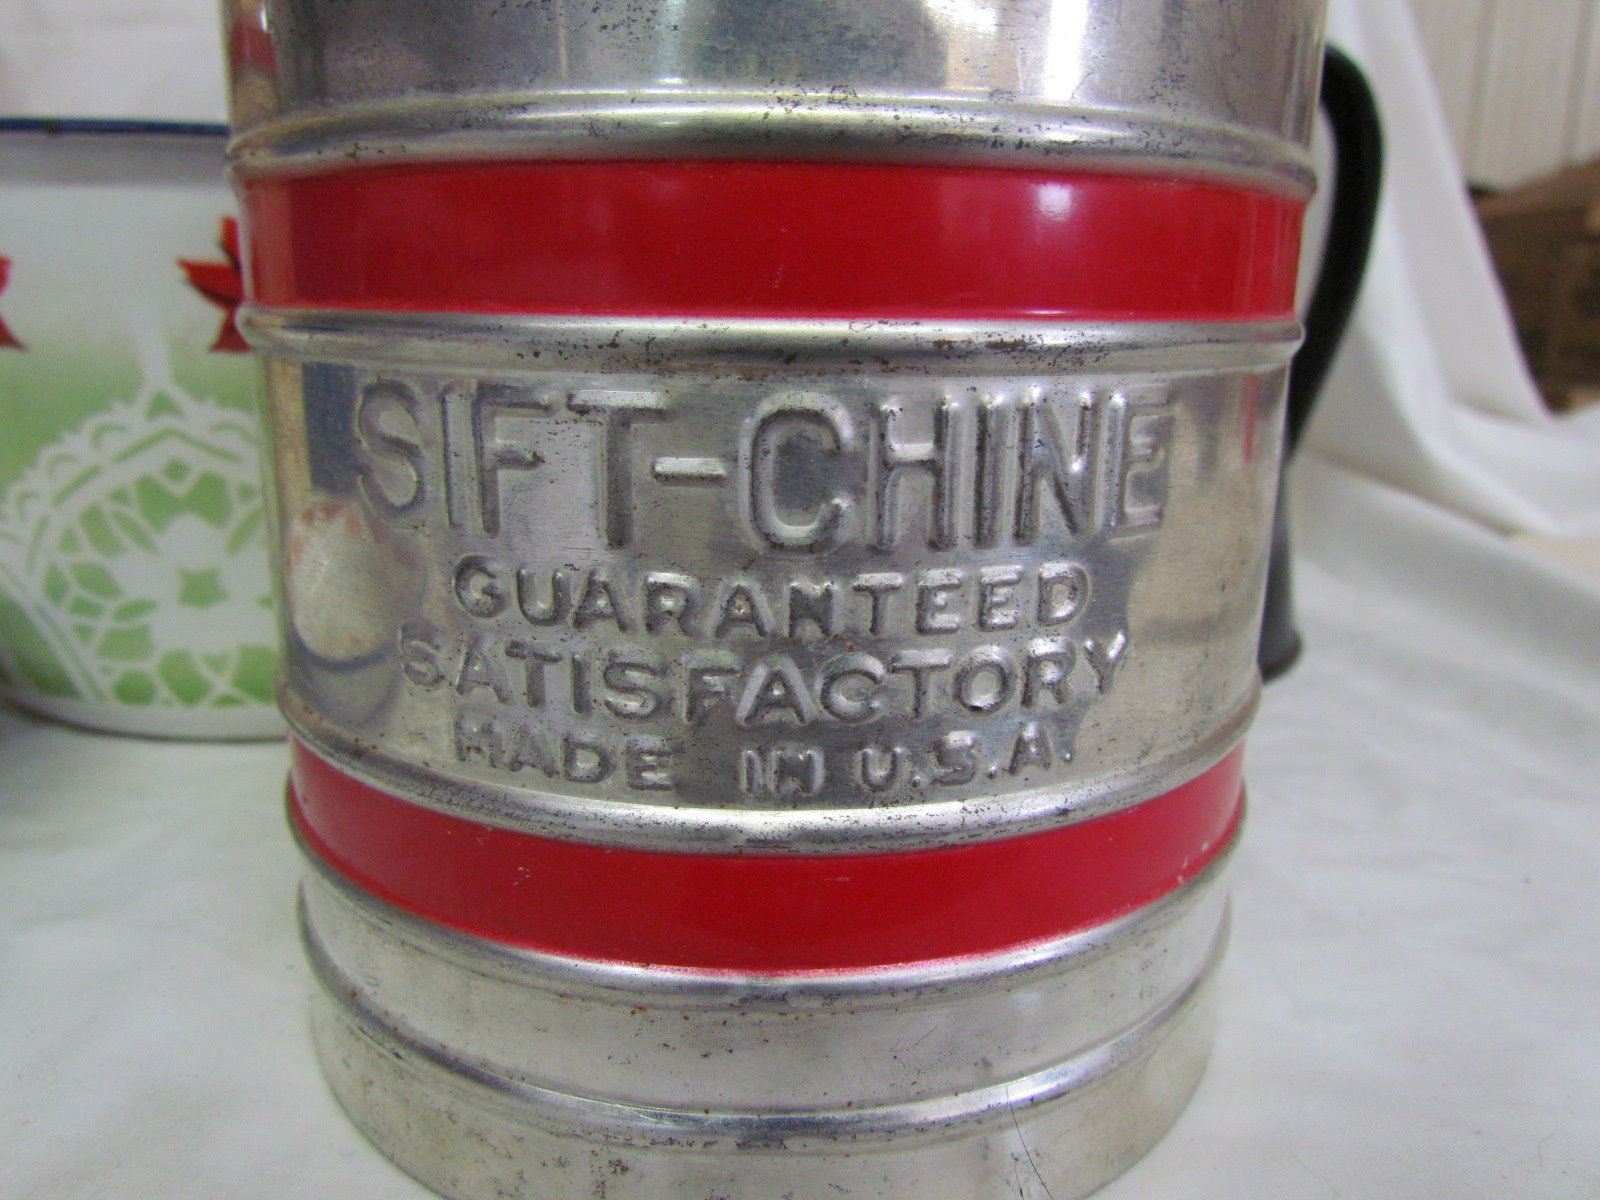 SIFT-CHINE
GUARANTEED
SATISFACTORY
MADE IN U.S.A.